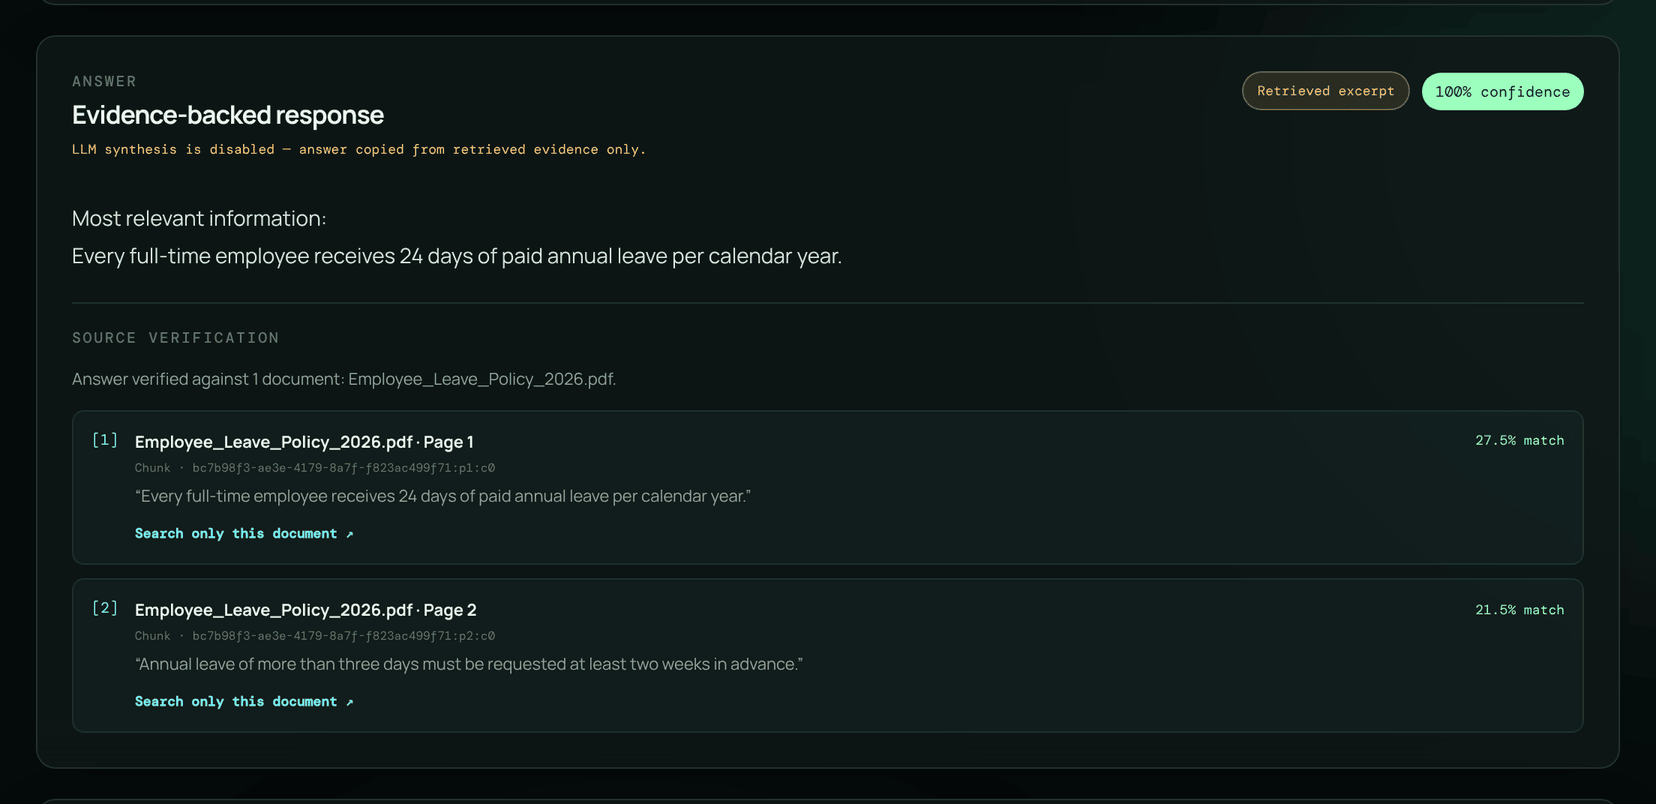 ANSWER
Evidence-backed response
LLM synthesis is disabled — answer copied from retrieved evidence only.
Retrieved excerpt
100% confidence
Most relevant information:
Every full-time employee receives 24 days of paid annual leave per calendar year.
SOURCE VERIFICATION
Answer verified against 1 document: Employee_Leave_Policy_2026.pdf.
[1] Employee_Leave_Policy_2026.pdf · Page 1
27.5% match
Chunk · bc7b98f3-ae3e-4179-8a7f-f823ac499f71:p1:c0
“Every full-time employee receives 24 days of paid annual leave per calendar year.”
Search only this document ↗
[2] Employee_Leave_Policy_2026.pdf · Page 2
21.5% match
Chunk · bc7b98f3-ae3e-4179-8a7f-f823ac499f71:p2:c0
“Annual leave of more than three days must be requested at least two weeks in advance.”
Search only this document ↗